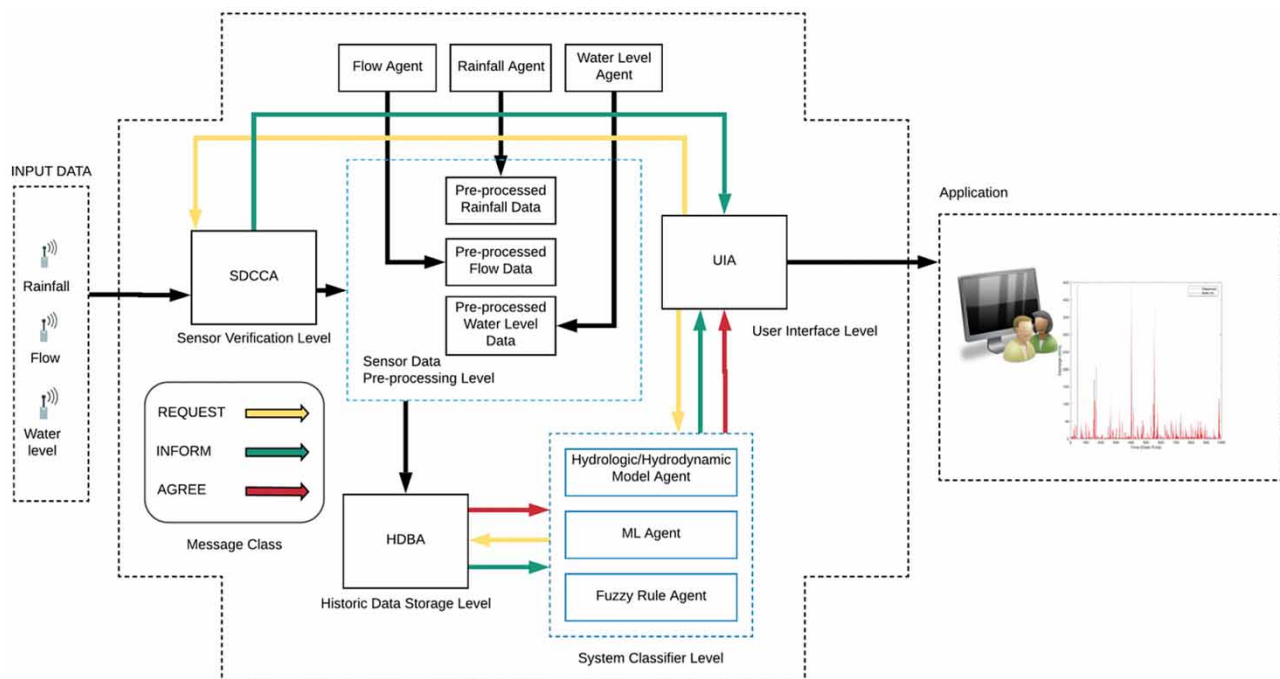 Flow Agent
Rainfall Agent
Water Level
Agent
INPUT DATA
Rainfall
Flow
Water
level
SDCCA
Sensor Verification Level
Pre-processed
Rainfall Data
Pre-processed
Flow Data
Pre-processed
Water Level
Data
Sensor Data
Pre-processing Level
UIA
User Interface Level
Application
REQUEST
INFORM
AGREE
Message Class
HDBA
Historic Data Storage Level
Hydrologic/Hydrodynamic
Model Agent
ML Agent
Fuzzy Rule Agent
System Classifier Level